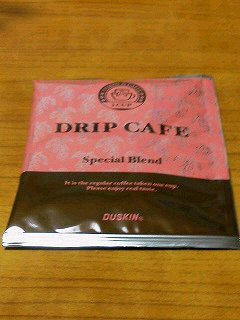 DRIP CAFE
Special Blend
It is the regular coffee taken one cup.
Please enjoy real taste.
DUSKIN®